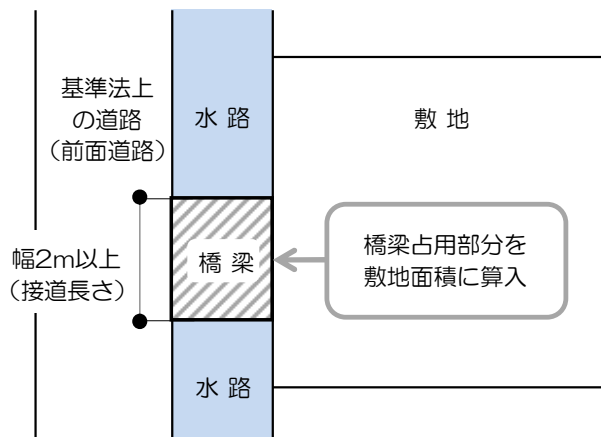 基準法上
の道路
（前面道路）
水 路
敷 地
幅2m以上
（接道長さ）
橋 梁
橋梁占用部分を
敷地面積に算入
水 路